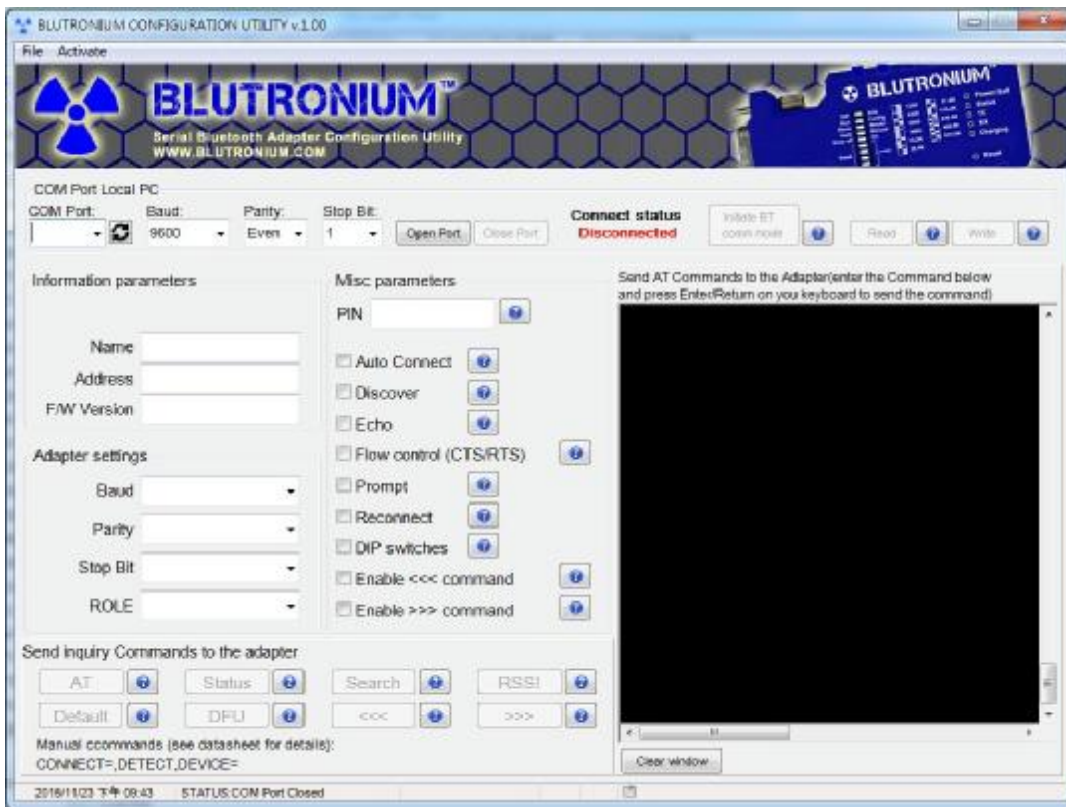 BLUTRONIUM CONFIGURATION UTILITY v.1.00
File Activate
BLUTRONIUM™
Serial Bluetooth Adapter Configuration Utility
WWW.BLUTRONIUM.COM
BLUTRONIUM™
COM Port Local PC
COM Port: Baud: Parity: Stop Bit:
9600 Even 1 Open Port Close Port
Connect status
Disconnected
Initiate BT
comm mode
Read Write
Information parameters
Name
Address
F/W Version
Adapter settings
Baud
Parity
Stop Bit
ROLE
Misc parameters
PIN
Auto Connect
Discover
Echo
Flow control (CTS/RTS)
Prompt
Reconnect
DIP switches
Enable <<< command
Enable >>> command
Send AT Commands to the Adapter(enter the Command below
and press Enter/Return on you keyboard to send the command)
Send inquiry Commands to the adapter
AT Status Search RSSI
Default DFU <<< >>>
Manual ccommands (see datasheet for details):
CONNECT=,DETECT,DEVICE=
Clear window
2016/11/23 下午 09:43 STATUS:COM Port Closed